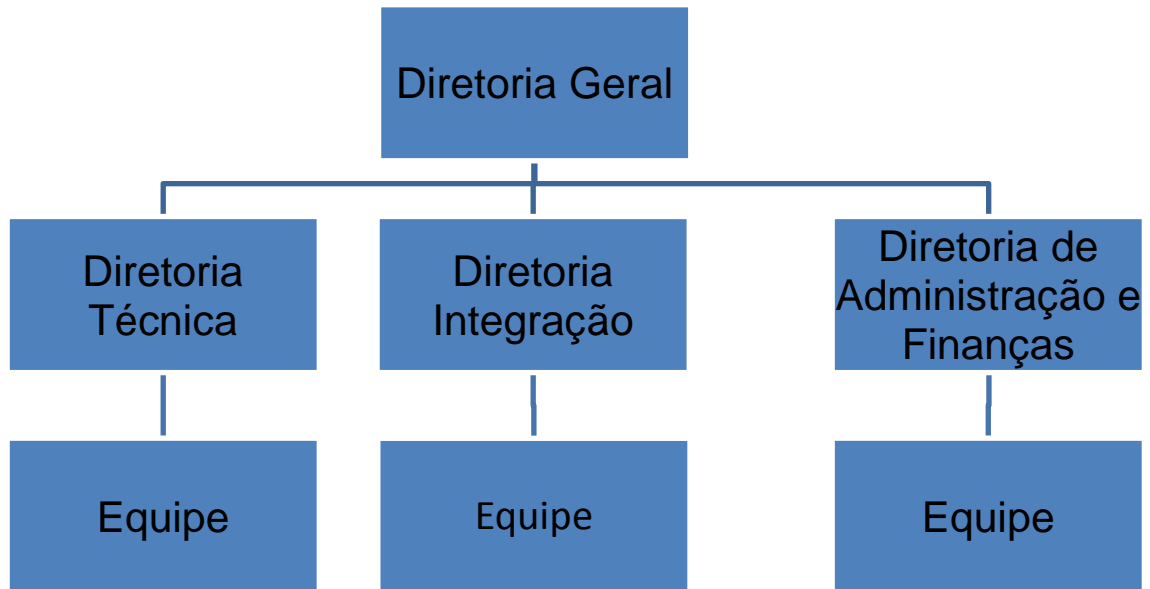 Diretoria Geral
Diretoria
Técnica
Diretoria
Integração
Diretoria de
Administração e
Finanças
Equipe
Equipe
Equipe